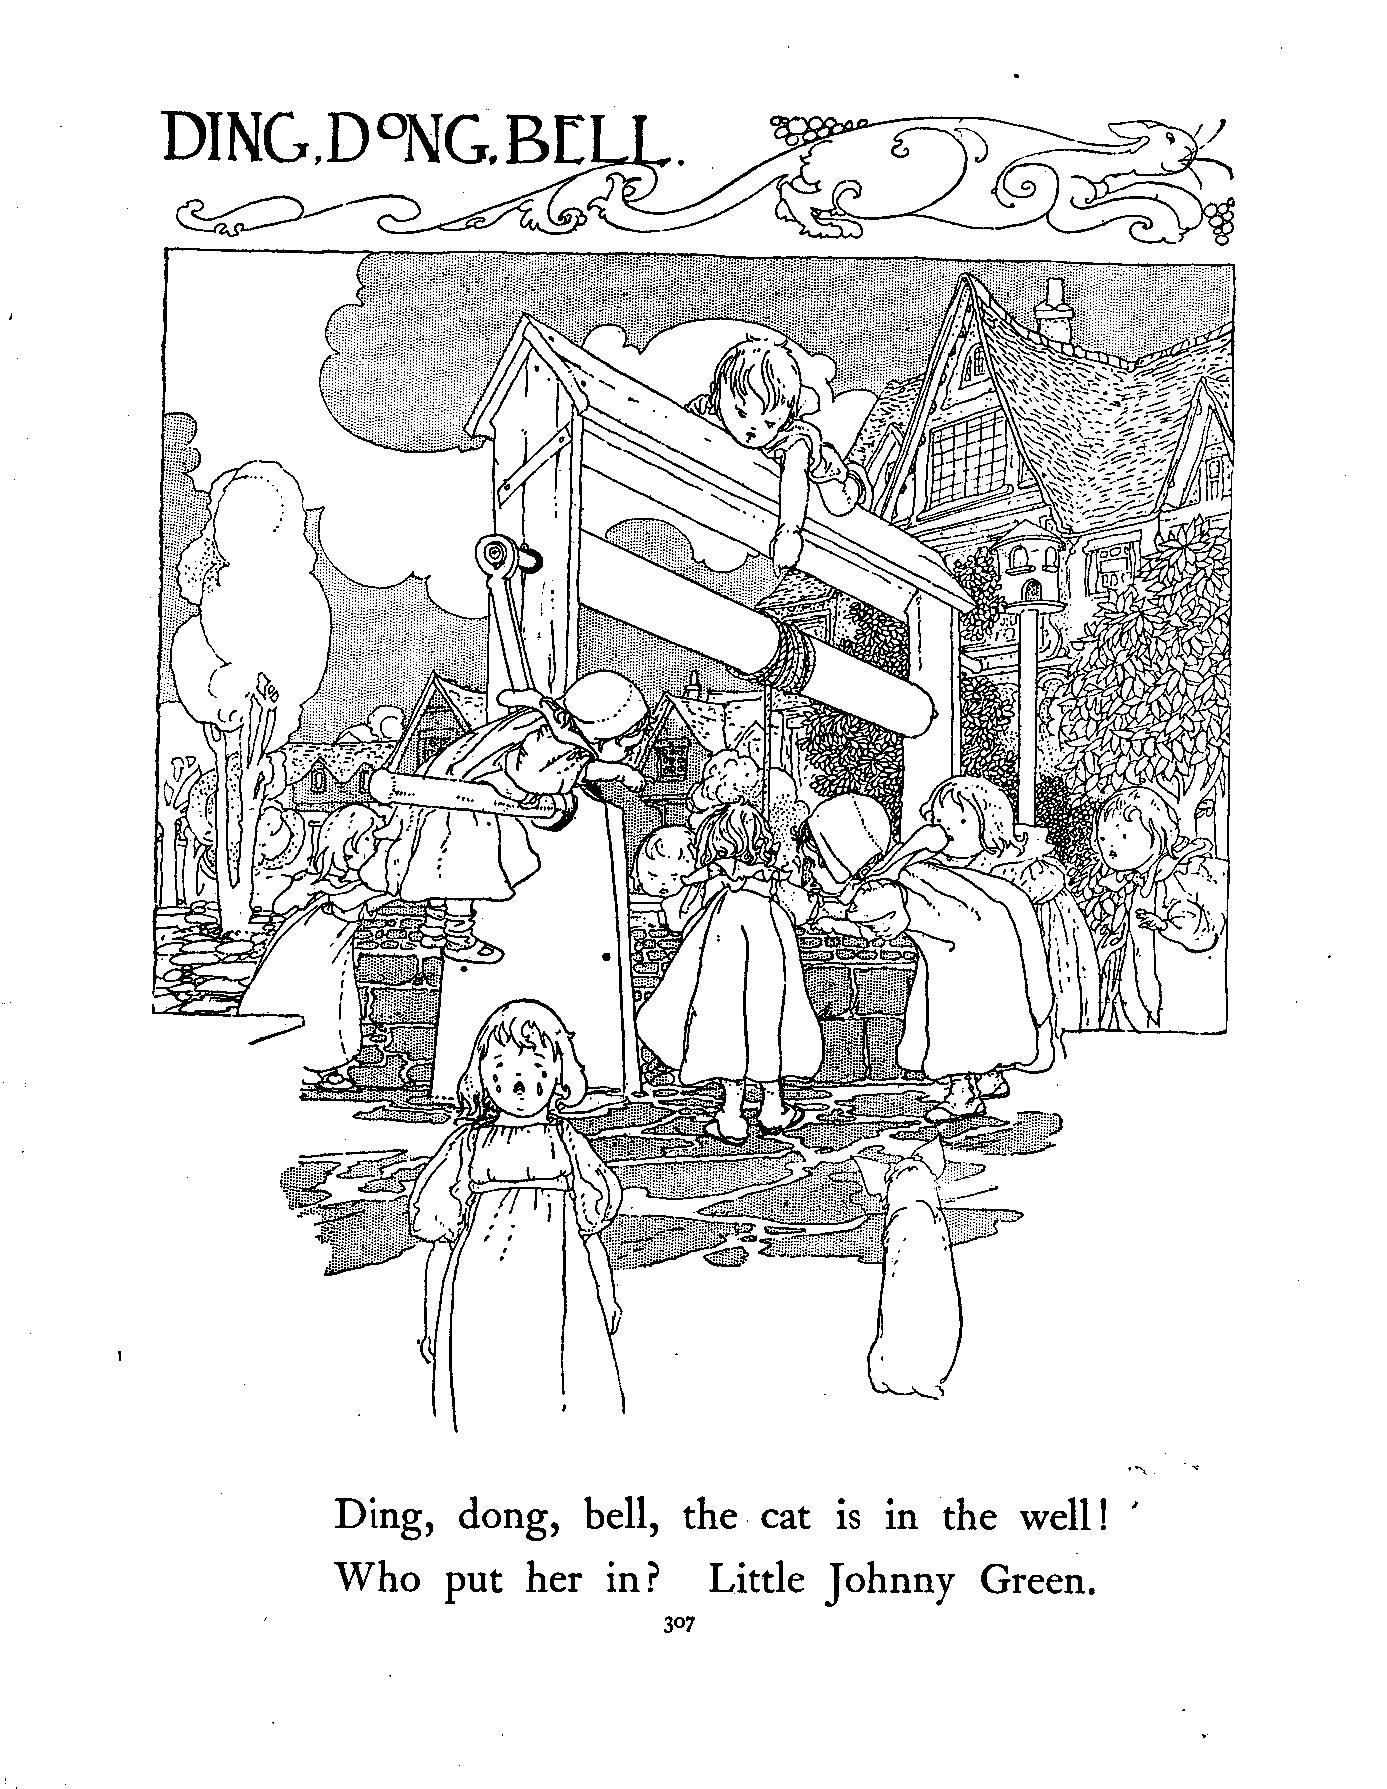 DING, DONG, BELL.
Ding, dong, bell, the cat is in the well!
Who put her in? Little Johnny Green.
307